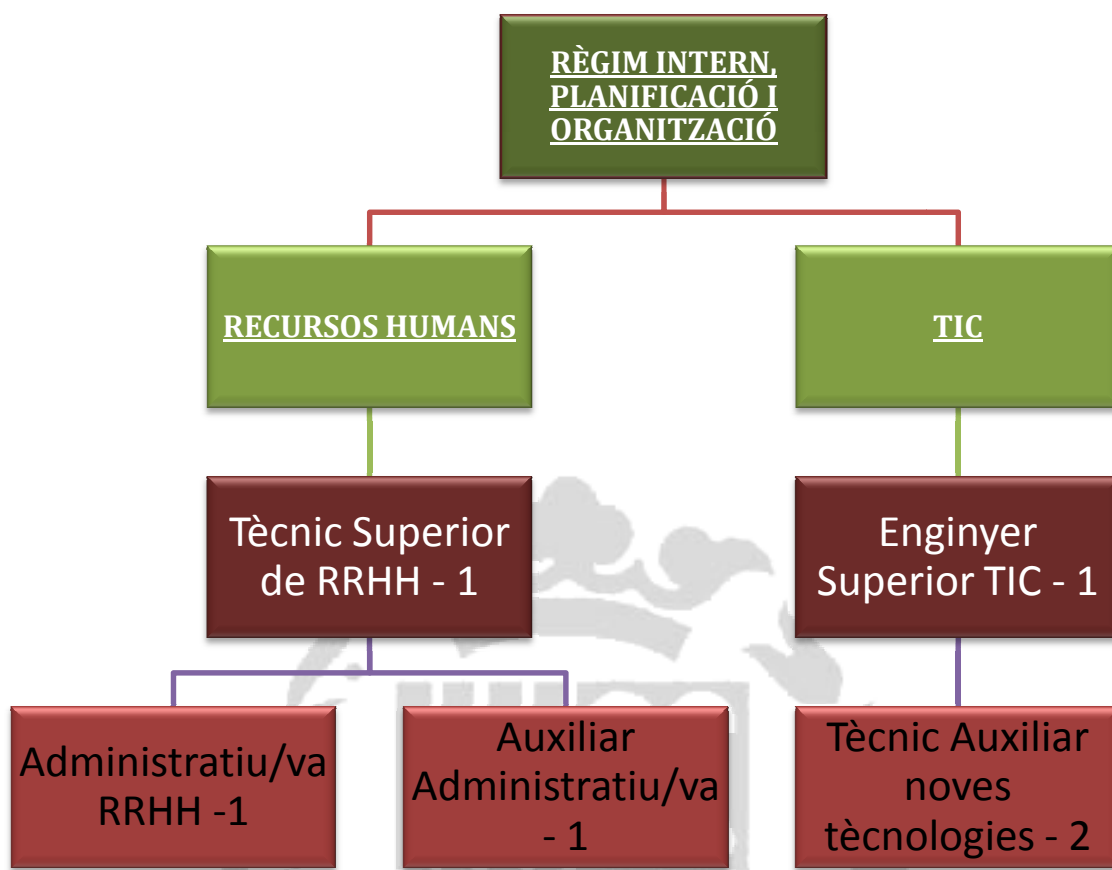 RÈGIM INTERN,
PLANIFICACIÓ I
ORGANITZACIÓ
RECURSOS HUMANS
TIC
Tècnic Superior
de RRHH - 1
Enginyer
Superior TIC - 1
Administratiu/va
RRHH -1
Auxiliar
Administratiu/va
- 1
Tècnic Auxiliar
noves
tècnologies - 2